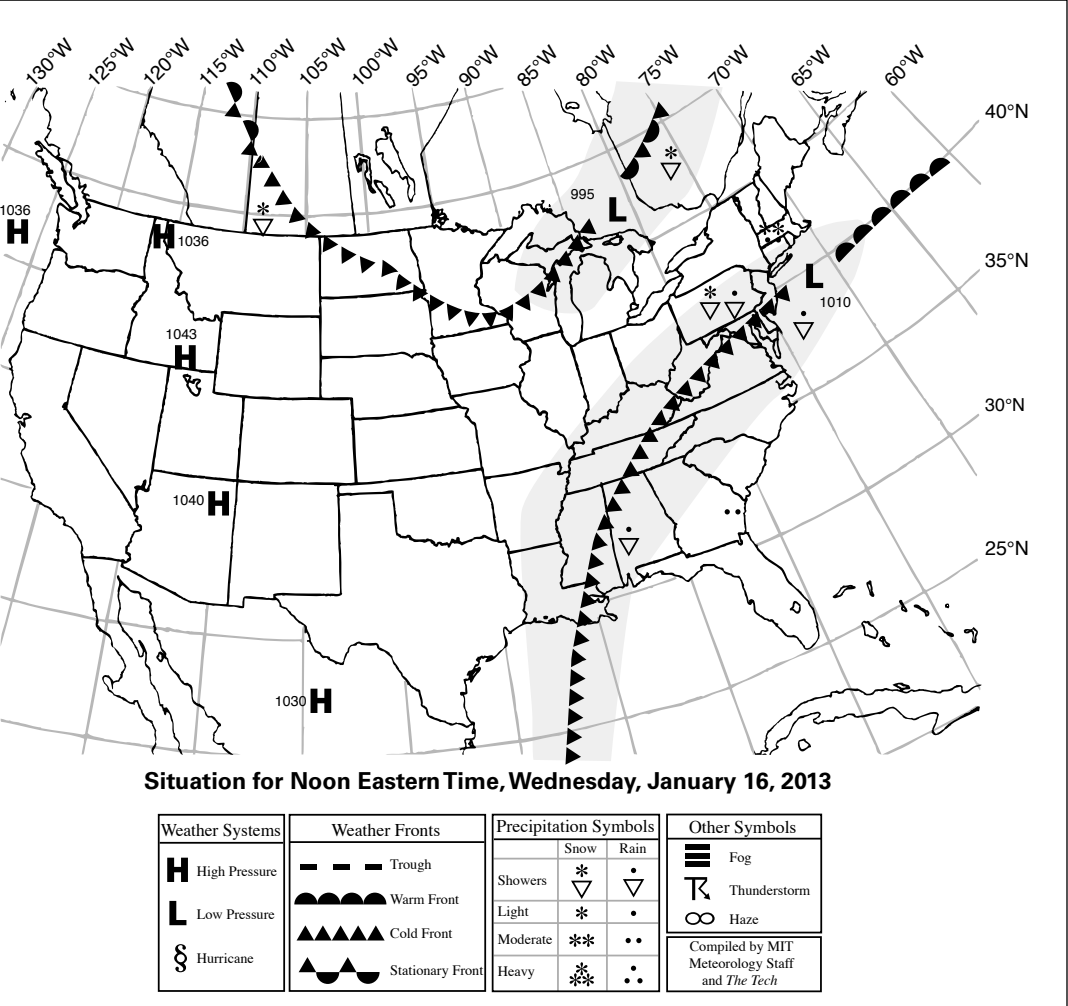 130°W 125°W 120°W 115°W 110°W 105°W 100°W 95°W 90°W 85°W 80°W 75°W 70°W 65°W 60°W
40°N
995
1036
H
L
H 1036
35°N
L
1010
1043
H
30°N
1040 H
25°N
1030 H
Situation for Noon Eastern Time, Wednesday, January 16, 2013
Weather Systems
H High Pressure
L Low Pressure
§ Hurricane
Weather Fronts
Trough
Warm Front
Cold Front
Stationary Front
Precipitation Symbols
Snow Rain
Showers
Light
Moderate
Heavy
Other Symbols
Fog
Thunderstorm
Haze
Compiled by MIT
Meteorology Staff
and The Tech